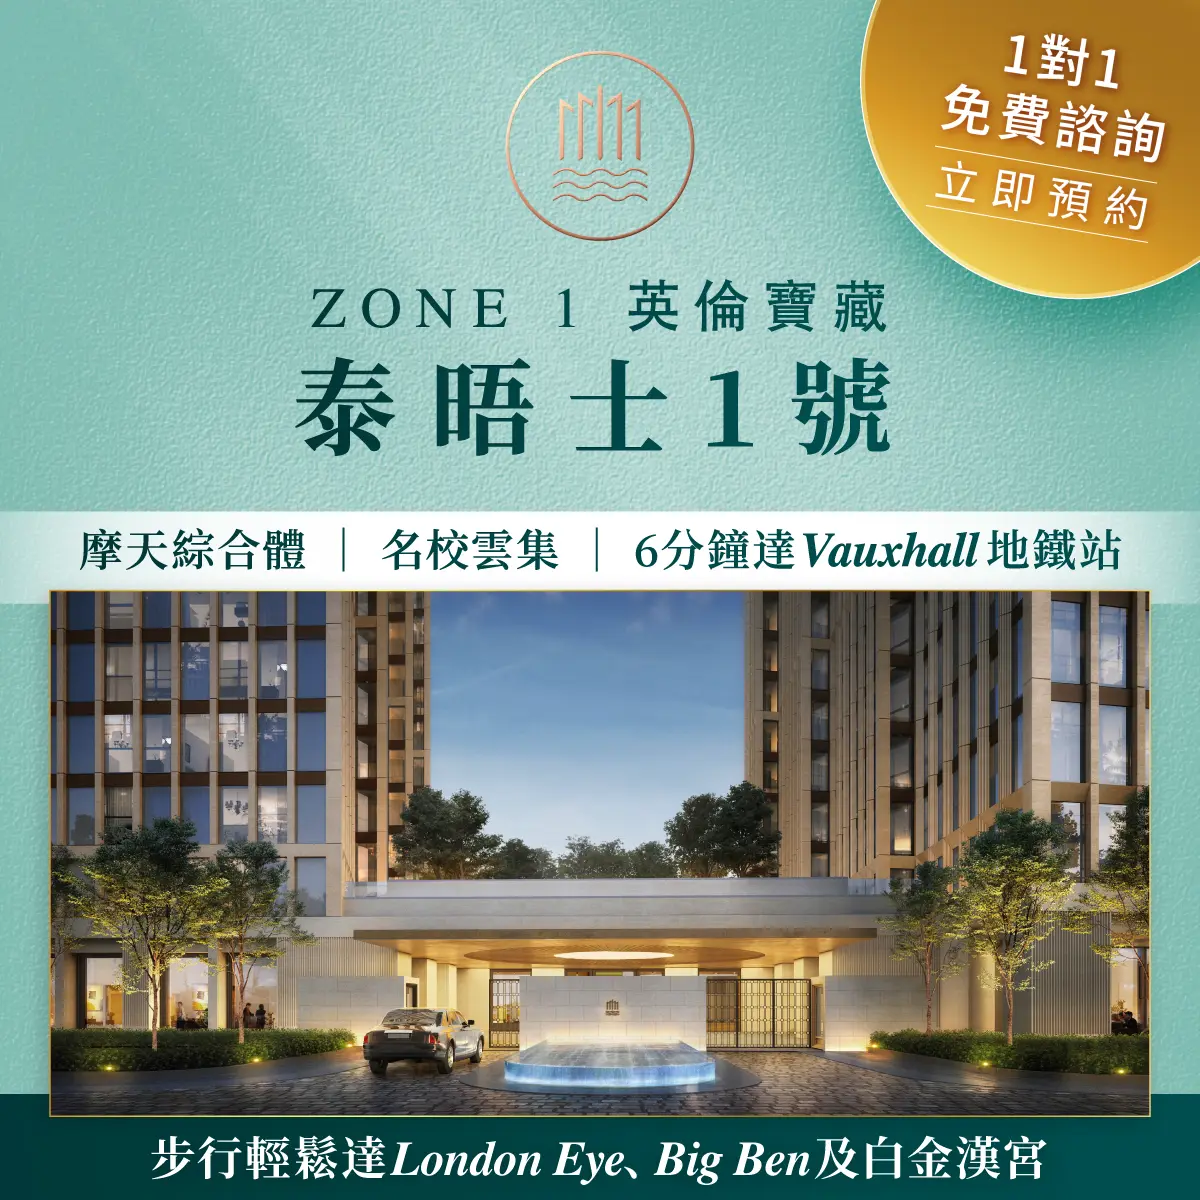 1對1
免費諮詢
立即預約
ZONE 1 英倫寶藏
泰晤士1號
摩天綜合體 | 名校雲集 | 6分鐘達Vauxhall地鐵站
步行輕鬆達London Eye、Big Ben及白金漢宮